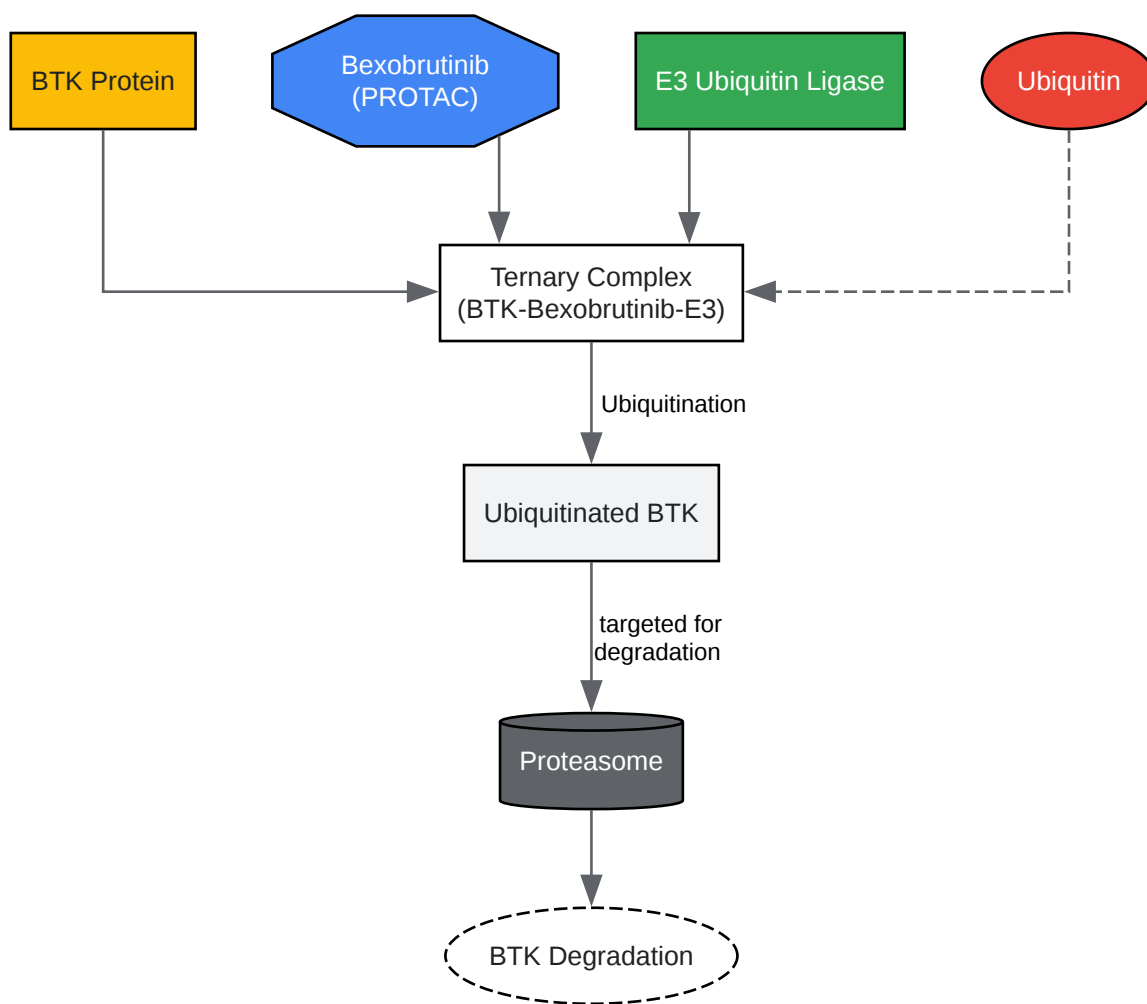 BTK Protein
Bexobrutinib
(PROTAC)
E3 Ubiquitin Ligase
Ubiquitin
Ternary Complex
(BTK-Bexobrutinib-E3)
Ubiquitination
Ubiquitinated BTK
targeted for
degradation
Proteasome
BTK Degradation